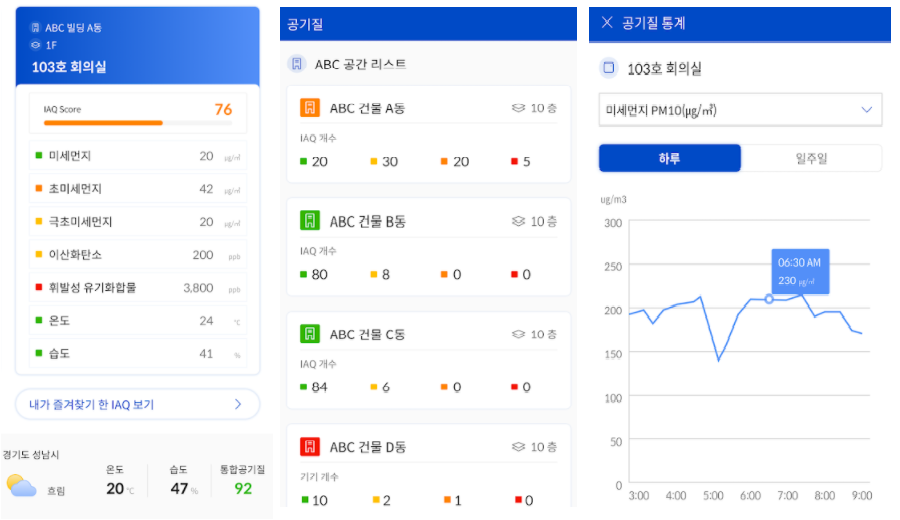 ABC 빌딩 A동
1F
103호 회의실
IAQ Score 76
미세먼지 20 μg/㎥
초미세먼지 42 μg/㎥
극초미세먼지 20 μg/㎥
이산화탄소 200 ppb
휘발성 유기화합물 3,800 ppb
온도 24 ℃
습도 41 %
내가 즐겨찾기 한 IAQ 보기
경기도 성남시
흐림
온도 습도 통합공기질
20 ℃ 47 % 92
공기질
ABC 공간 리스트
ABC 건물 A동 10 층
IAQ 개수
20 30 20 5
ABC 건물 B동 10 층
IAQ 개수
80 8 0 0
ABC 건물 C동 10 층
IAQ 개수
84 6 0 0
ABC 건물 D동 10 층
기기 개수
10 2 1 0
공기질 통계
103호 회의실
미세먼지 PM10(μg/㎥)
하루 일주일
ug/m3
300
250
200
150
100
50
0
06:30 AM
230 μg/㎥
3:00 4:00 5:00 6:00 7:00 8:00 9:00